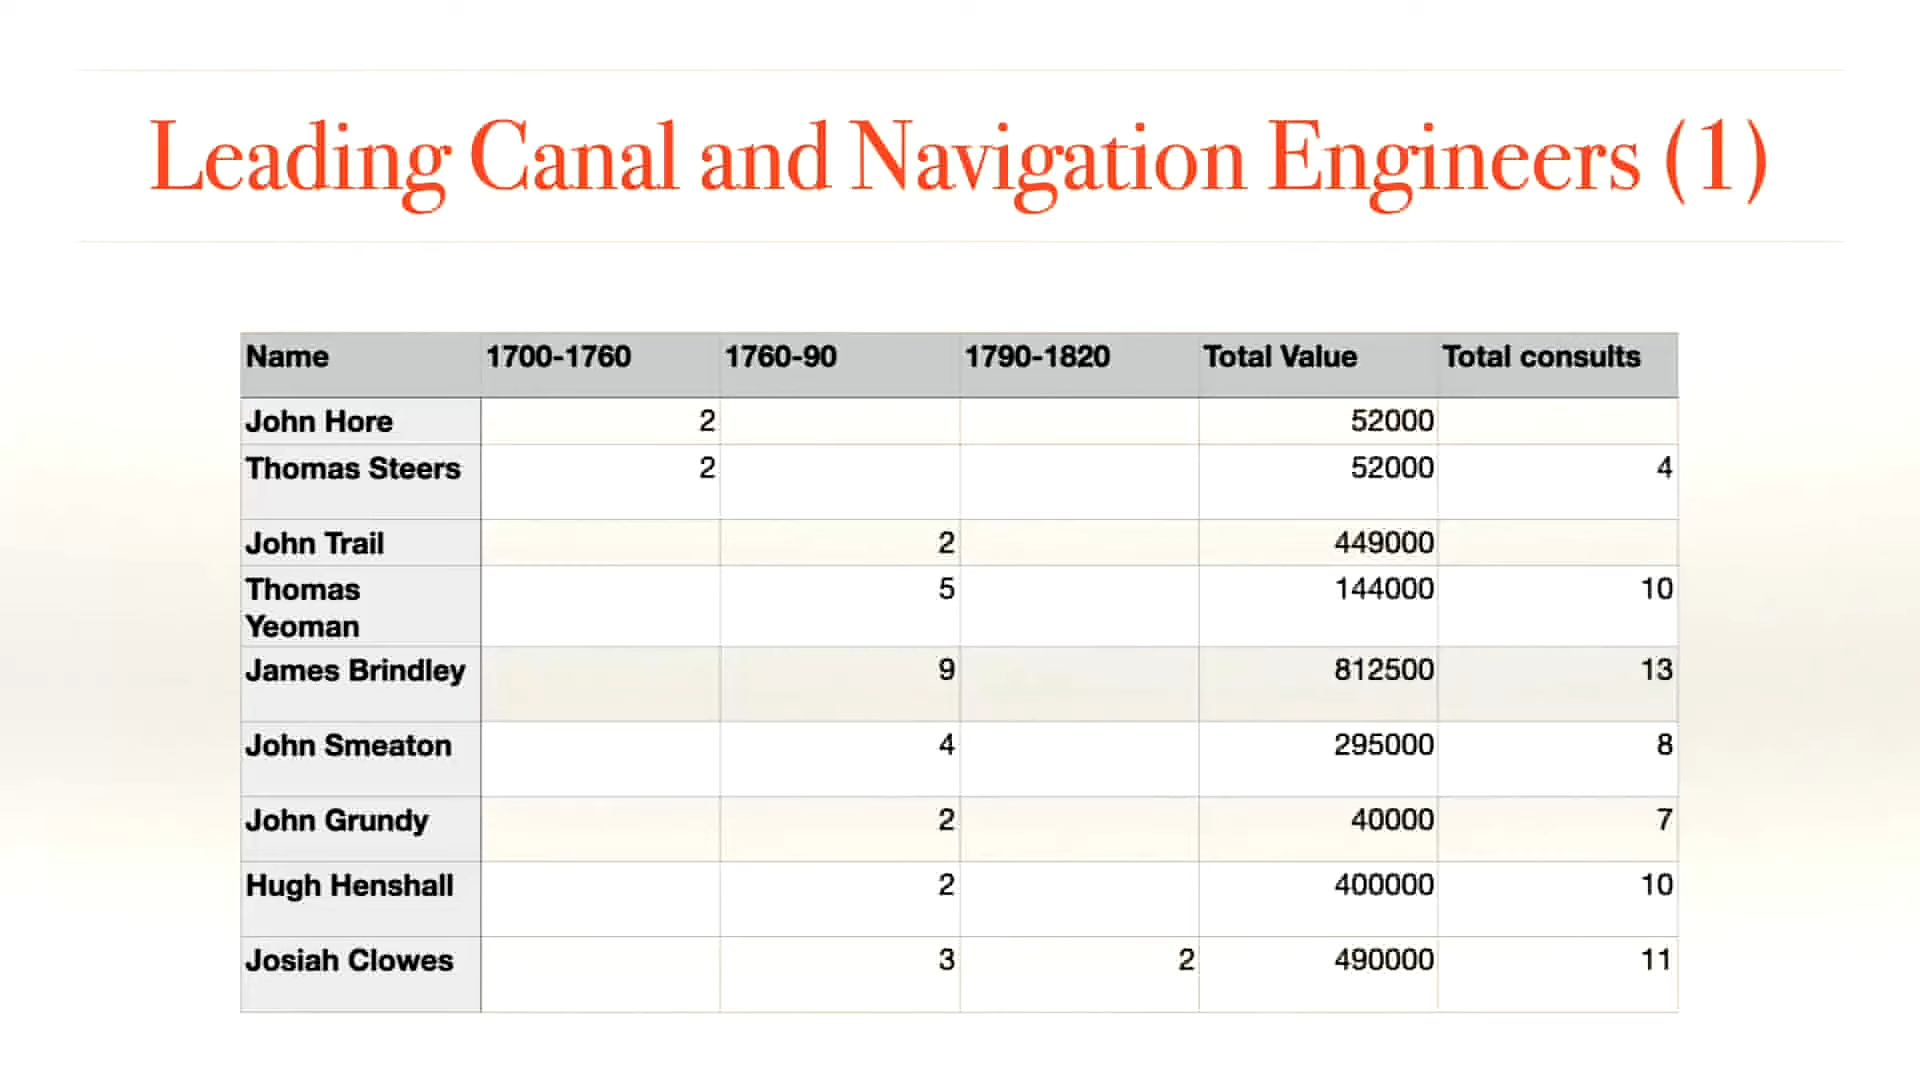 Leading Canal and Navigation Engineers (1)
Name 1700-1760 1760-90 1790-1820 Total Value Total consults
John Hore 2 52000
Thomas Steers 2 52000 4
John Trail 2 449000
Thomas Yeoman 5 144000 10
James Brindley 9 812500 13
John Smeaton 4 295000 8
John Grundy 2 40000 7
Hugh Henshall 2 400000 10
Josiah Clowes 3 2 490000 11